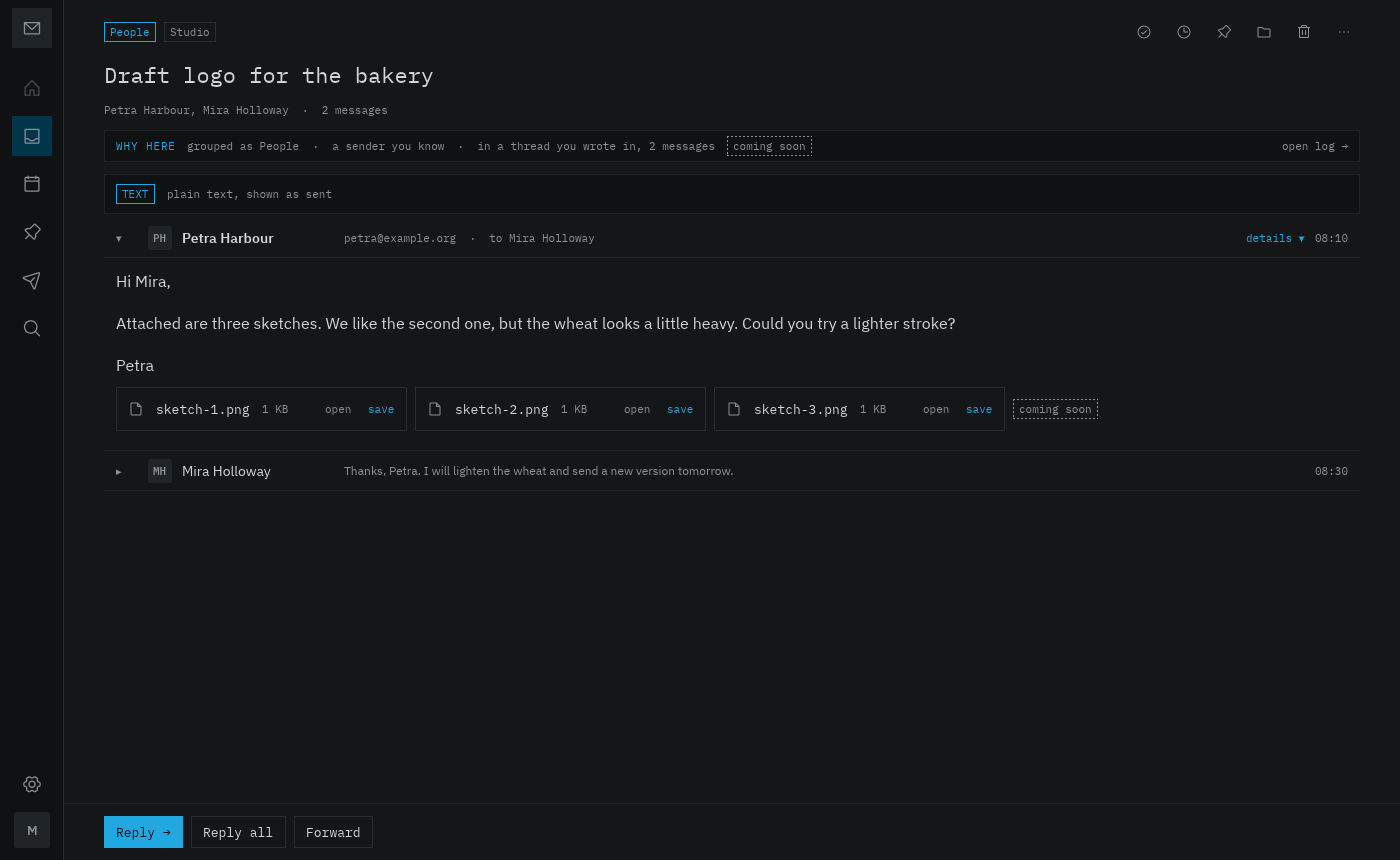 People Studio
Draft logo for the bakery
Petra Harbour, Mira Holloway · 2 messages
WHY HERE grouped as People · a sender you know · in a thread you wrote in, 2 messages coming soon open log →
TEXT plain text, shown as sent
▾ PH Petra Harbour petra@example.org · to Mira Holloway details ▾ 08:10
Hi Mira,
Attached are three sketches. We like the second one, but the wheat looks a little heavy. Could you try a lighter stroke?
Petra
sketch-1.png 1 KB open save sketch-2.png 1 KB open save sketch-3.png 1 KB open save coming soon
▸ MH Mira Holloway Thanks, Petra. I will lighten the wheat and send a new version tomorrow. 08:30
M
Reply → Reply all Forward